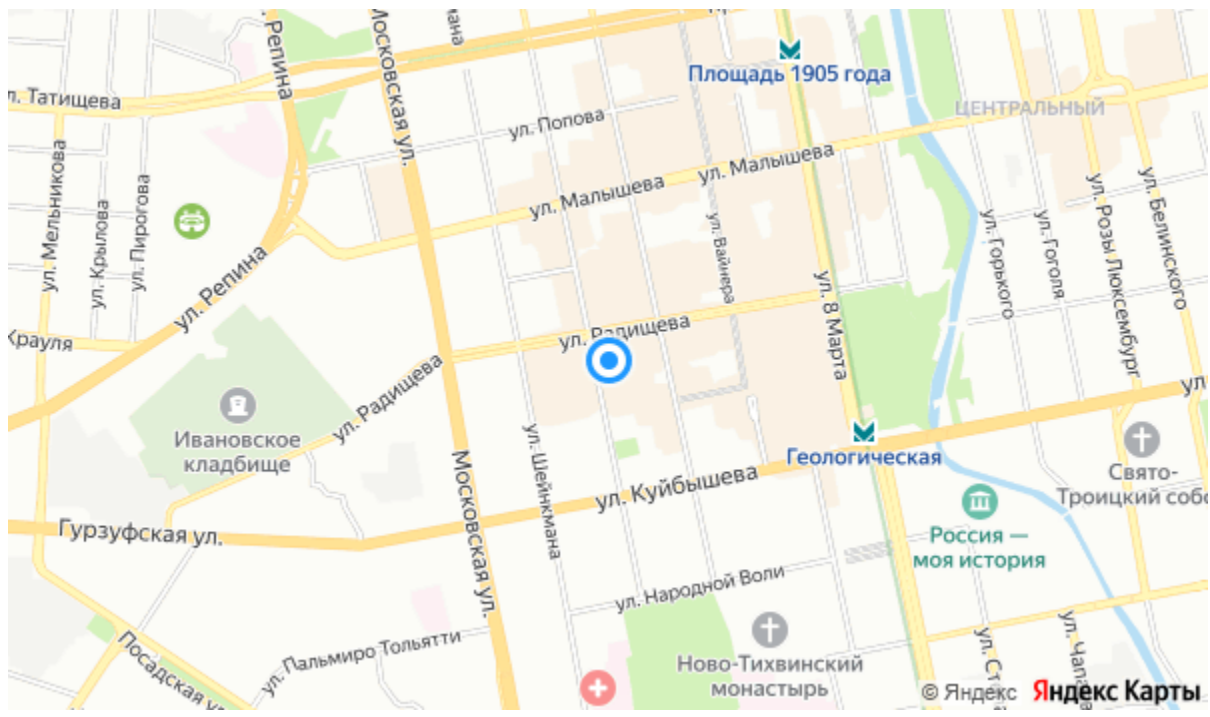 Площадь 1905 года
ул. Татищева
ул. Репина
Московская ул.
ул. Попова
ЦЕНТРАЛЬНЫЙ
ул. Малышева
ул. Малышева
ул. Мельникова
ул. Крылова
ул. Пирогова
ул. Репина
ул. Вайнера
ул. Горького
ул. Гоголя
ул. Розы Люксембург
ул. Белинского
Крауля
ул. Радищева
ул. 8 Марта
ул. Радищева
Ивановское
кладбище
Геологическая
ул. Куйбышева
Московская ул.
ул. Шейнкмана
Свято-
Троицкий собо
Гурзуфская ул.
Россия —
моя история
ул. Народной Воли
ул. Пальмиро Тольятти
Посадская ул.
Ново-Тихвинский
монастырь
ул. Чапа
© Яндекс Яндекс Карты